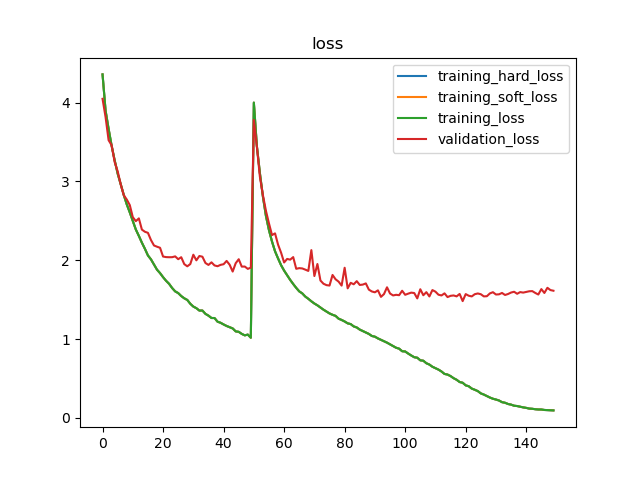 loss
training_hard_loss
training_soft_loss
training_loss
validation_loss
4
3
2
1
0
0 20 40 60 80 100 120 140